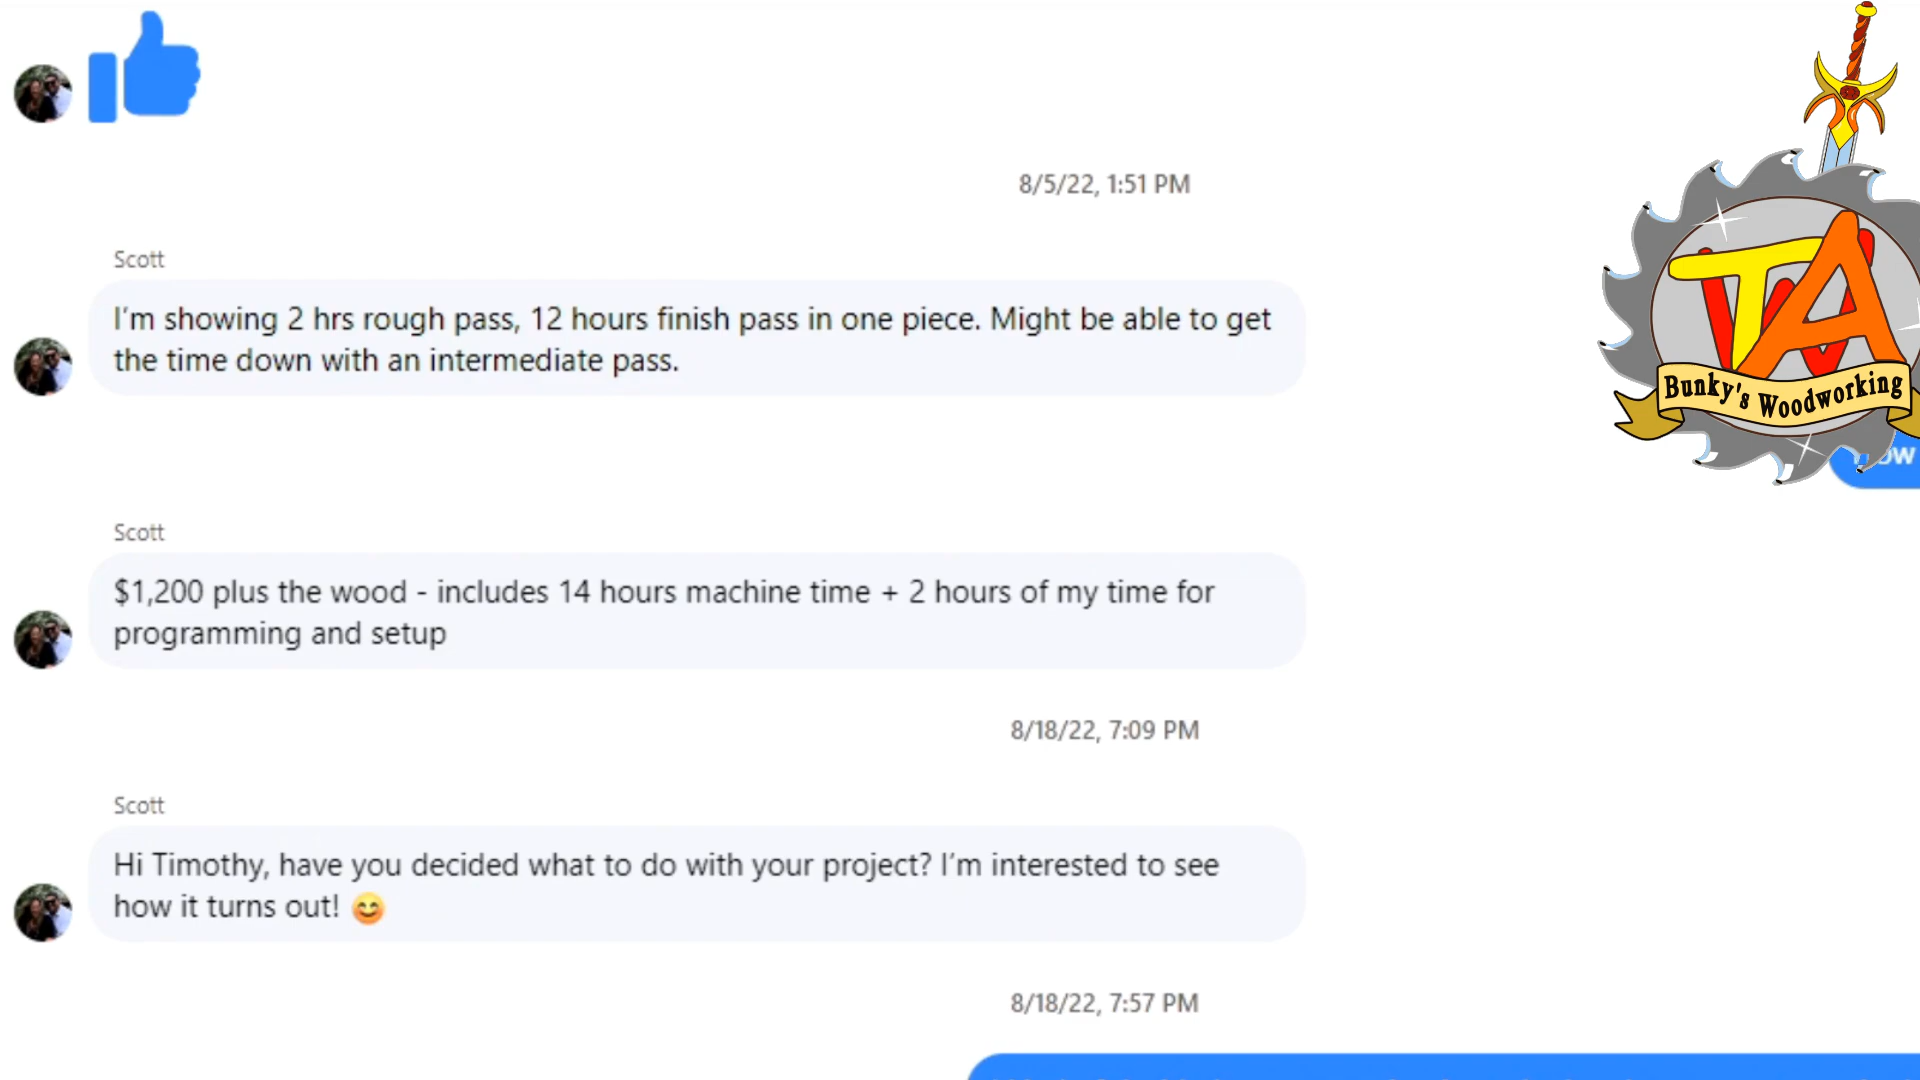 8/5/22, 1:51 PM
Scott
I'm showing 2 hrs rough pass, 12 hours finish pass in one piece. Might be able to get
the time down with an intermediate pass.
TWA
Bunky's Woodworking
Scott
$1,200 plus the wood - includes 14 hours machine time + 2 hours of my time for
programming and setup
8/18/22, 7:09 PM
Scott
Hi Timothy, have you decided what to do with your project? I'm interested to see
how it turns out! 😊
8/18/22, 7:57 PM